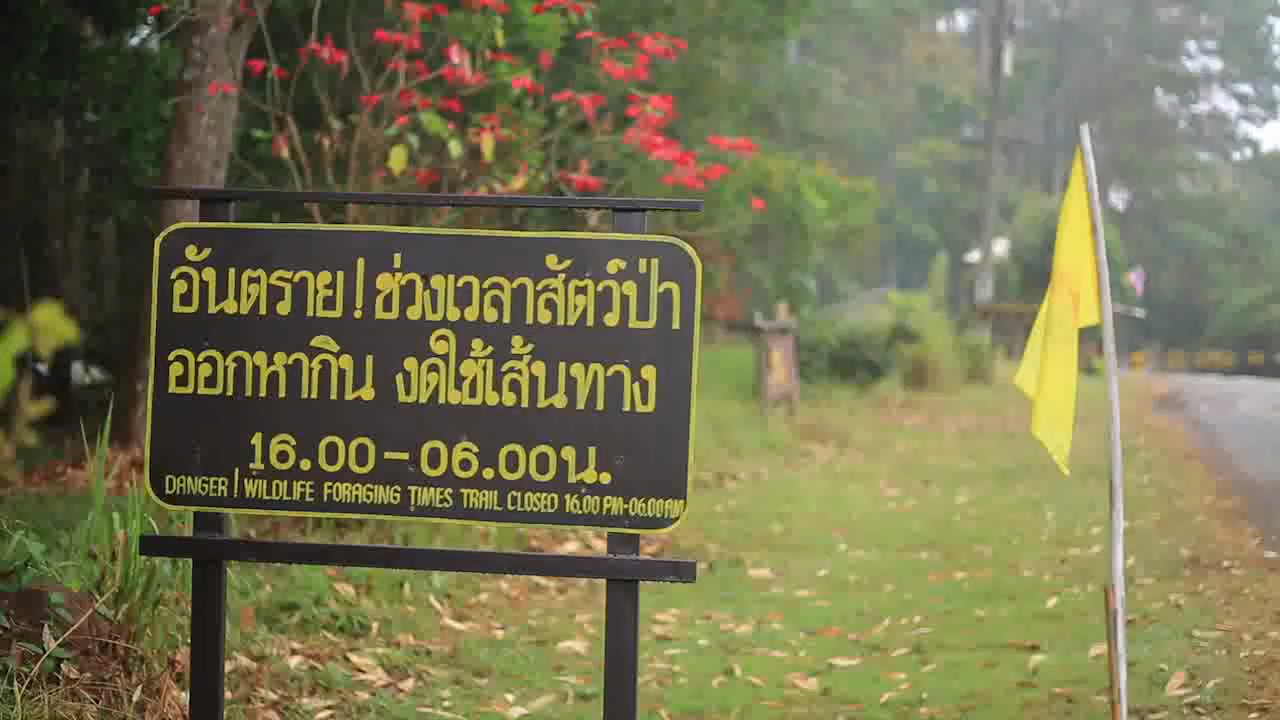 อันตราย! ช่วงเวลาสัตว์ป่า
ออกหากิน งดใช้เส้นทาง
16.00-06.00น.
DANGER! WILDLIFE FORAGING TIMES TRAIL CLOSED 16.00 PM-06.00AM